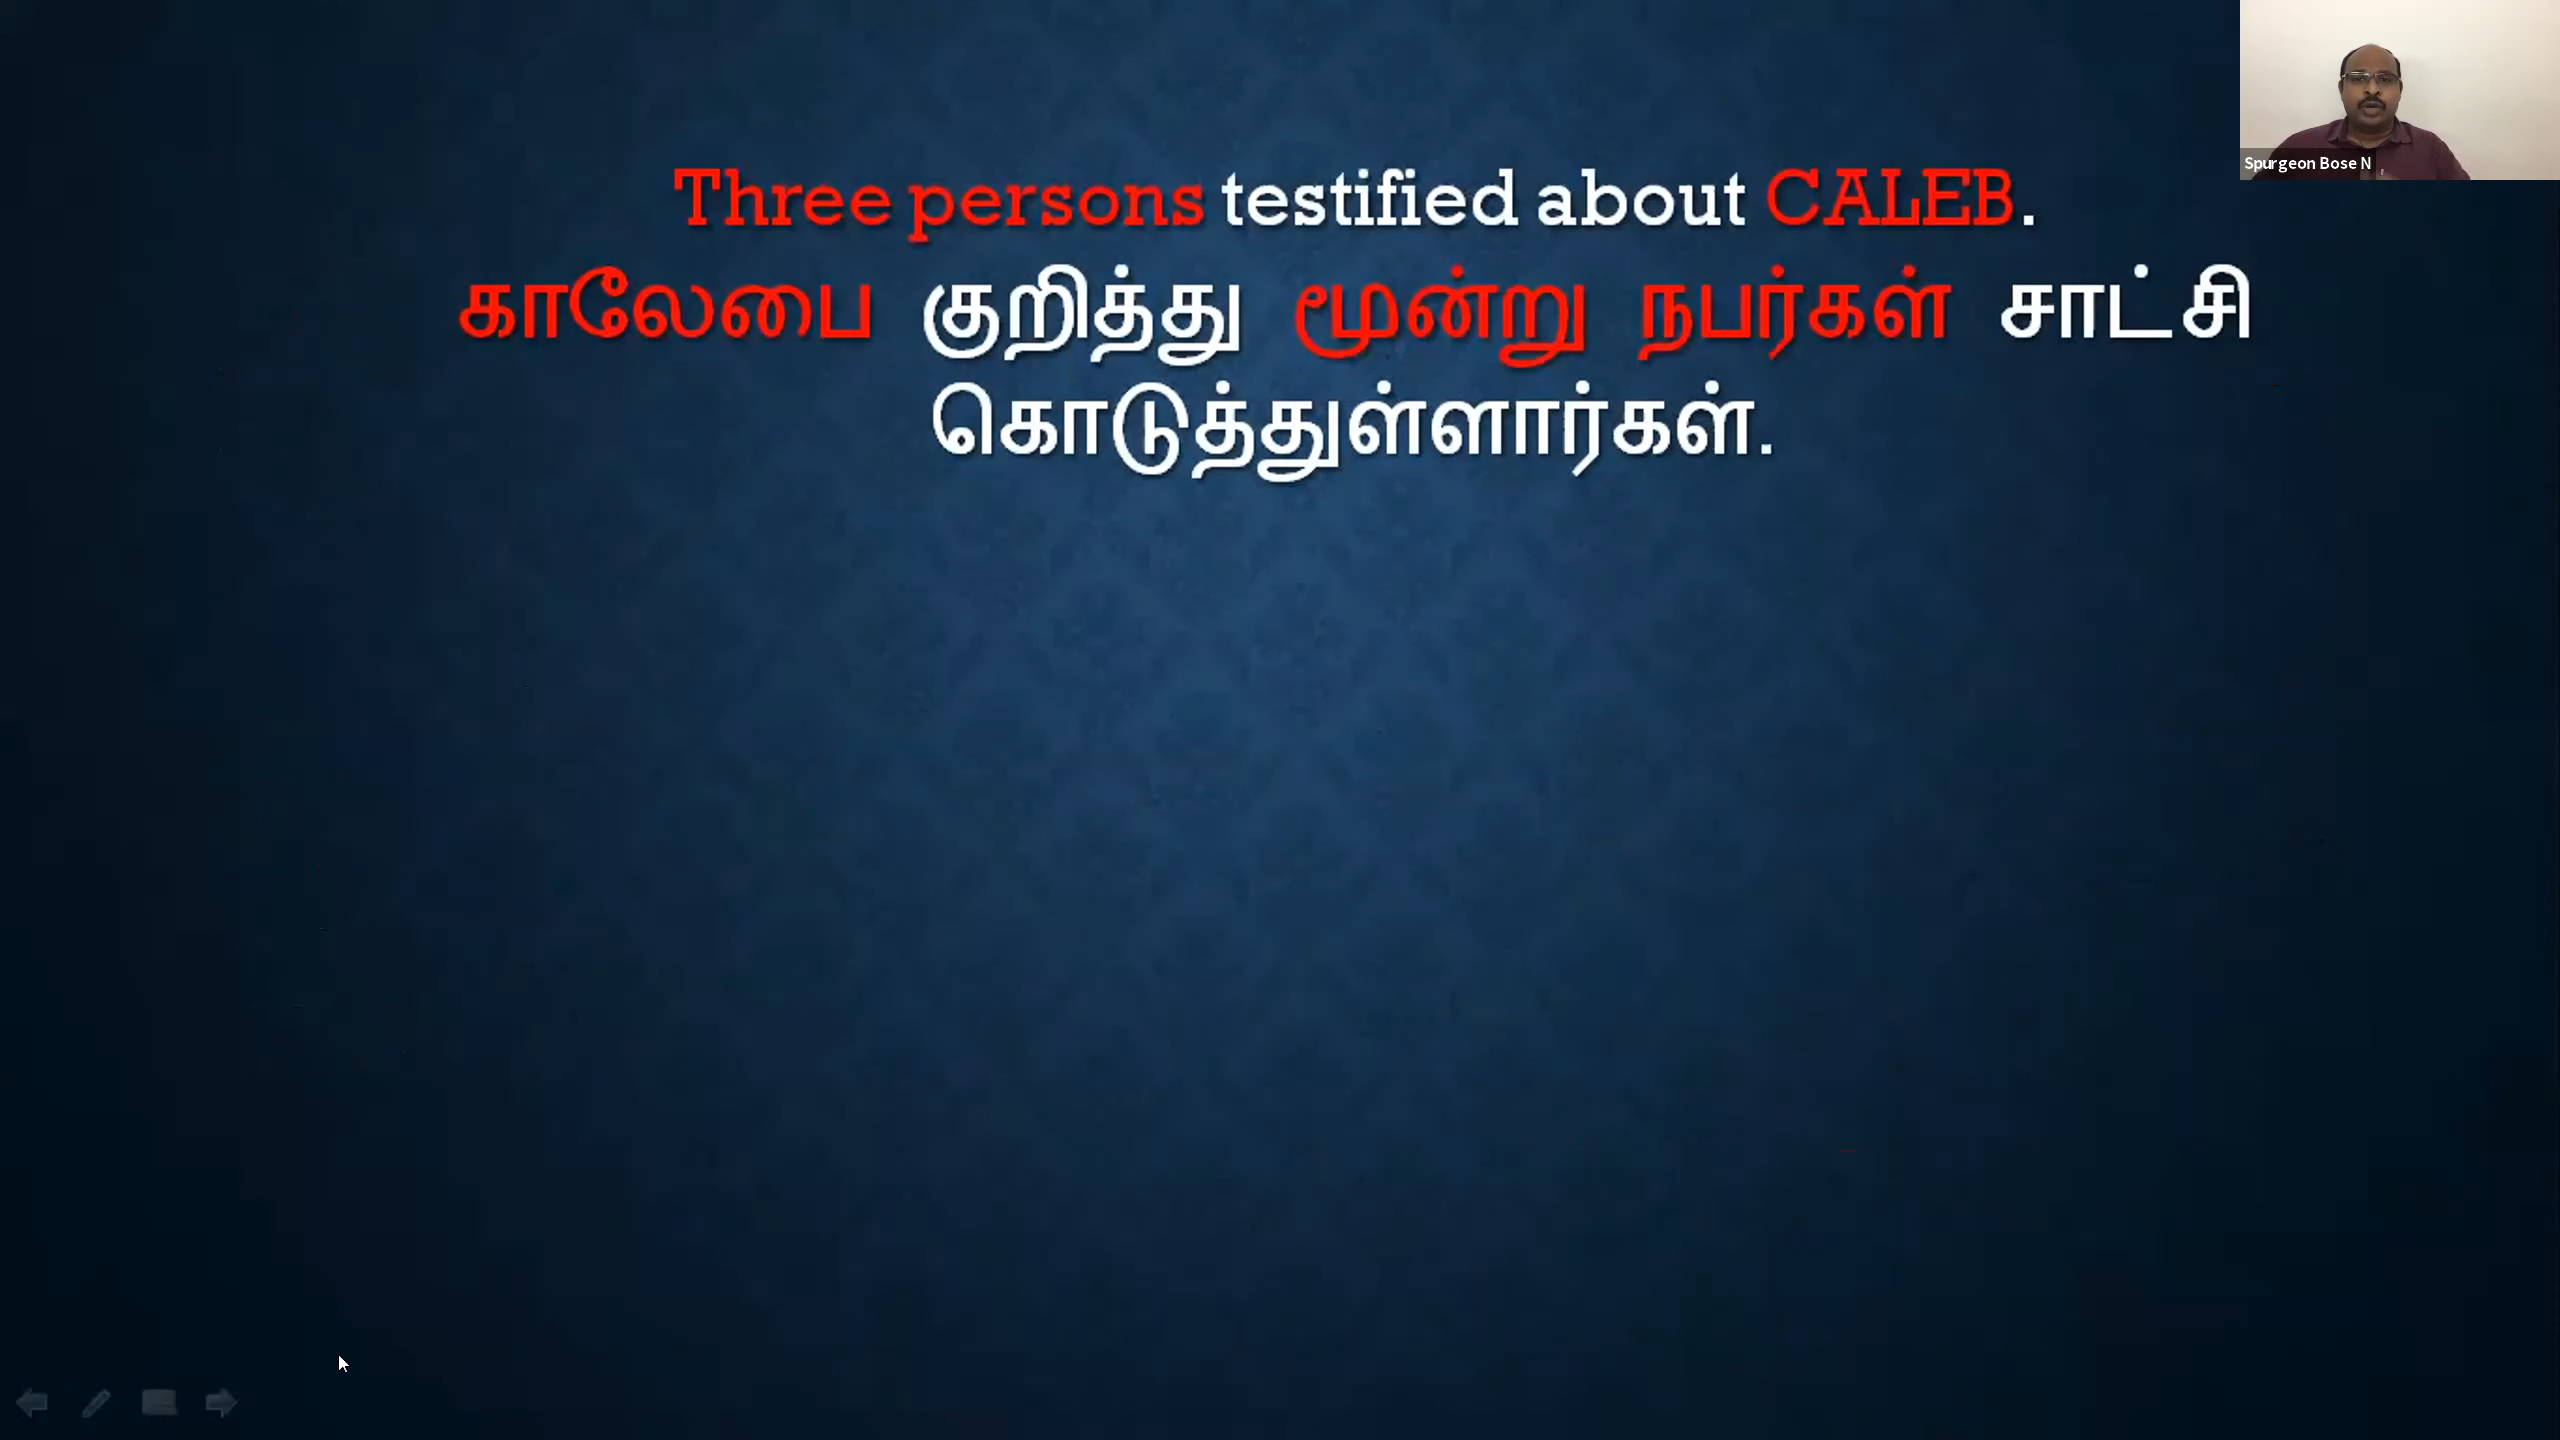 Three persons testified about CALEB.
காலேபை குறித்து மூன்று நபர்கள் சாட்சி
கொடுத்துள்ளார்கள்.
Spurgeon Bose N